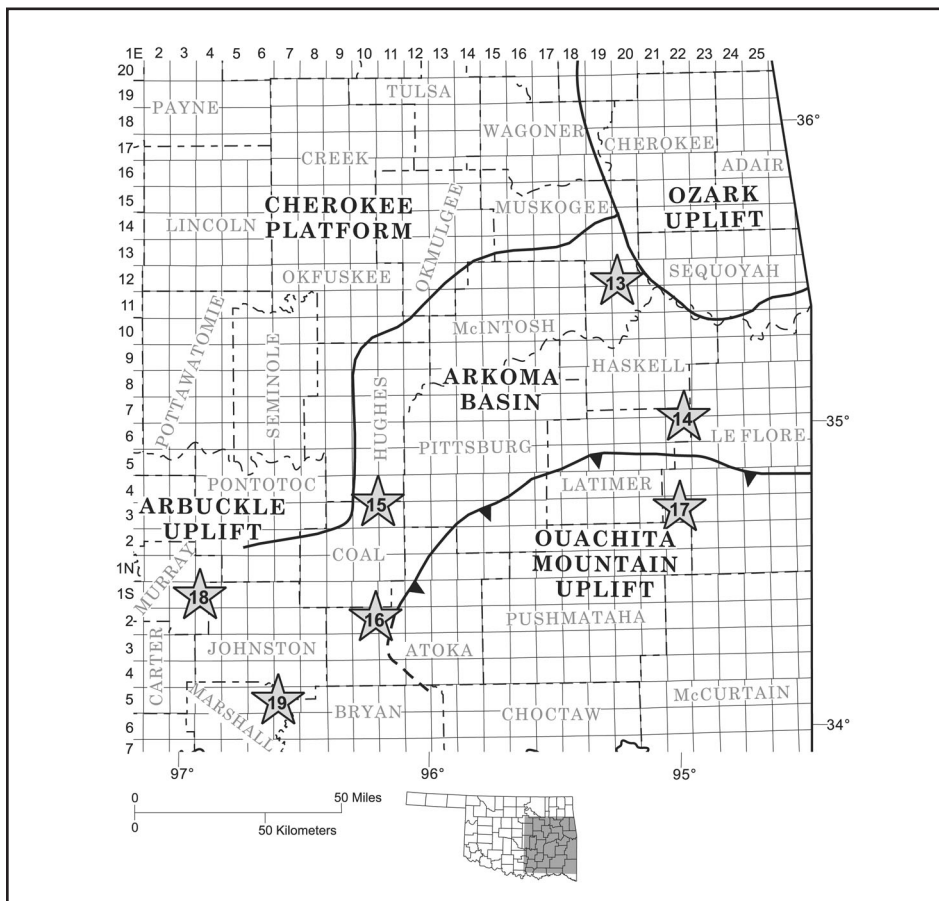 1E 2 3 4 5 6 7 8 9 10 11 12 13 14 15 16 17 18 19 20 21 22 23 24 25
20
19
18
17
16
15
14
13
12
11
10
9
8
7
6
5
4
3
2
1N
1S
2
3
4
5
6
7
TULSA
PAYNE
WAGONER
36°
CHEROKEE
CREEK
ADAIR
OZARK
UPLIFT
CHEROKEE
PLATFORM
MUSKOGEE
LINCOLN
OKMULGEE
OKFUSKEE
SEQUOYAH
13
McINTOSH
POTTAWATOMIE
SEMINOLE
HUGHES
HASKELL
ARKOMA
BASIN
14
35°
LE FLORE
PITTSBURG
PONTOTOC
LATIMER
ARBUCKLE
UPLIFT
15
17
OUACHITA
MOUNTAIN
UPLIFT
COAL
MURRAY
18
16
PUSHMATAHA
CARTER
JOHNSTON
ATOKA
McCURTAIN
19
MARSHALL
BRYAN
CHOCTAW
34°
97° 96° 95°
0 50 Miles
0 50 Kilometers